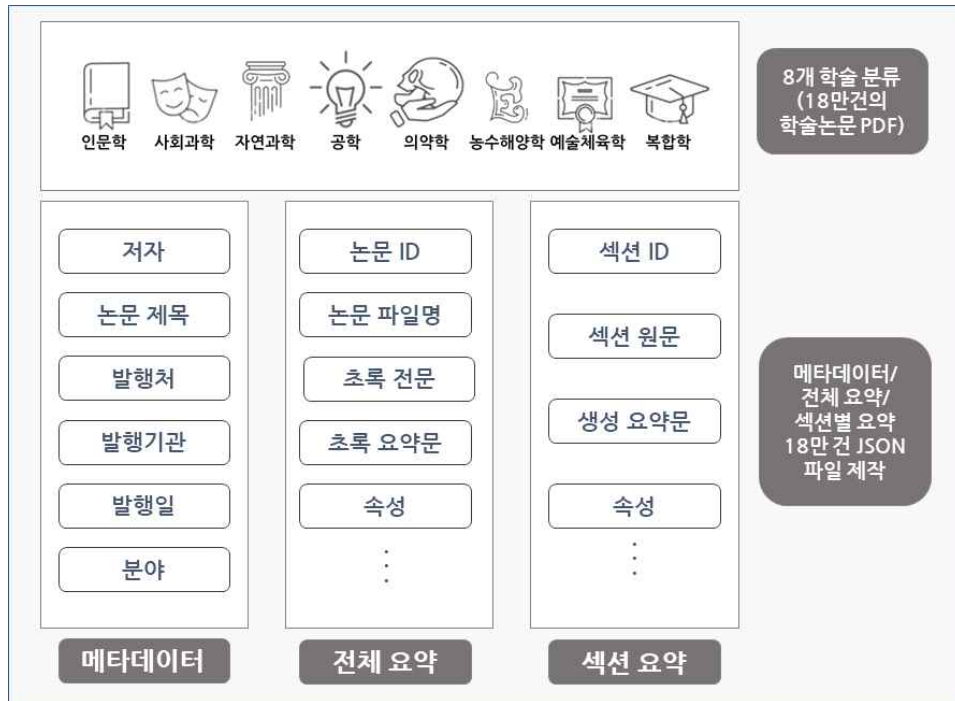 인문학 사회과학 자연과학 공학 의약학 농수해양학 예술체육학 복합학
8개 학술 분류
(18만건의
학술논문 PDF)
저자
논문 제목
발행처
발행기관
발행일
분야
메타데이터
논문 ID
논문 파일명
초록 전문
초록 요약문
속성
전체 요약
섹션 ID
섹션 원문
생성 요약문
속성
섹션 요약
메타데이터/
전체 요약/
섹션별 요약
18만 건 JSON
파일 제작